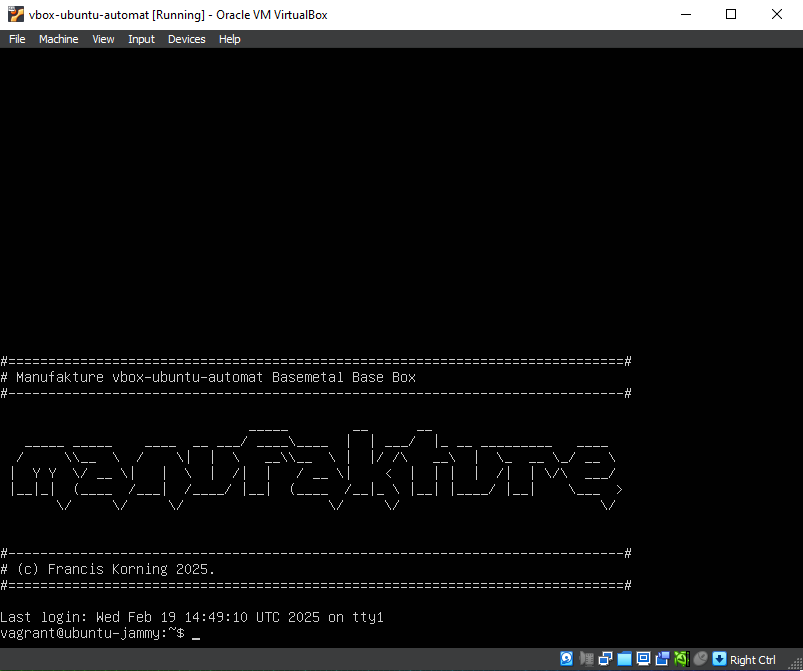 vbox-ubuntu-automat [Running] - Oracle VM VirtualBox
File Machine View Input Devices Help
#=============================================================================#
# Manufakture vbox-ubuntu-automat Basemetal Base Box
#-----------------------------------------------------------------------------#
manufakture
#-----------------------------------------------------------------------------#
# (c) Francis Korning 2025.
#=============================================================================#
Last login: Wed Feb 19 14:49:10 UTC 2025 on tty1
vagrant@ubuntu-jammy:~$ _
Right Ctrl